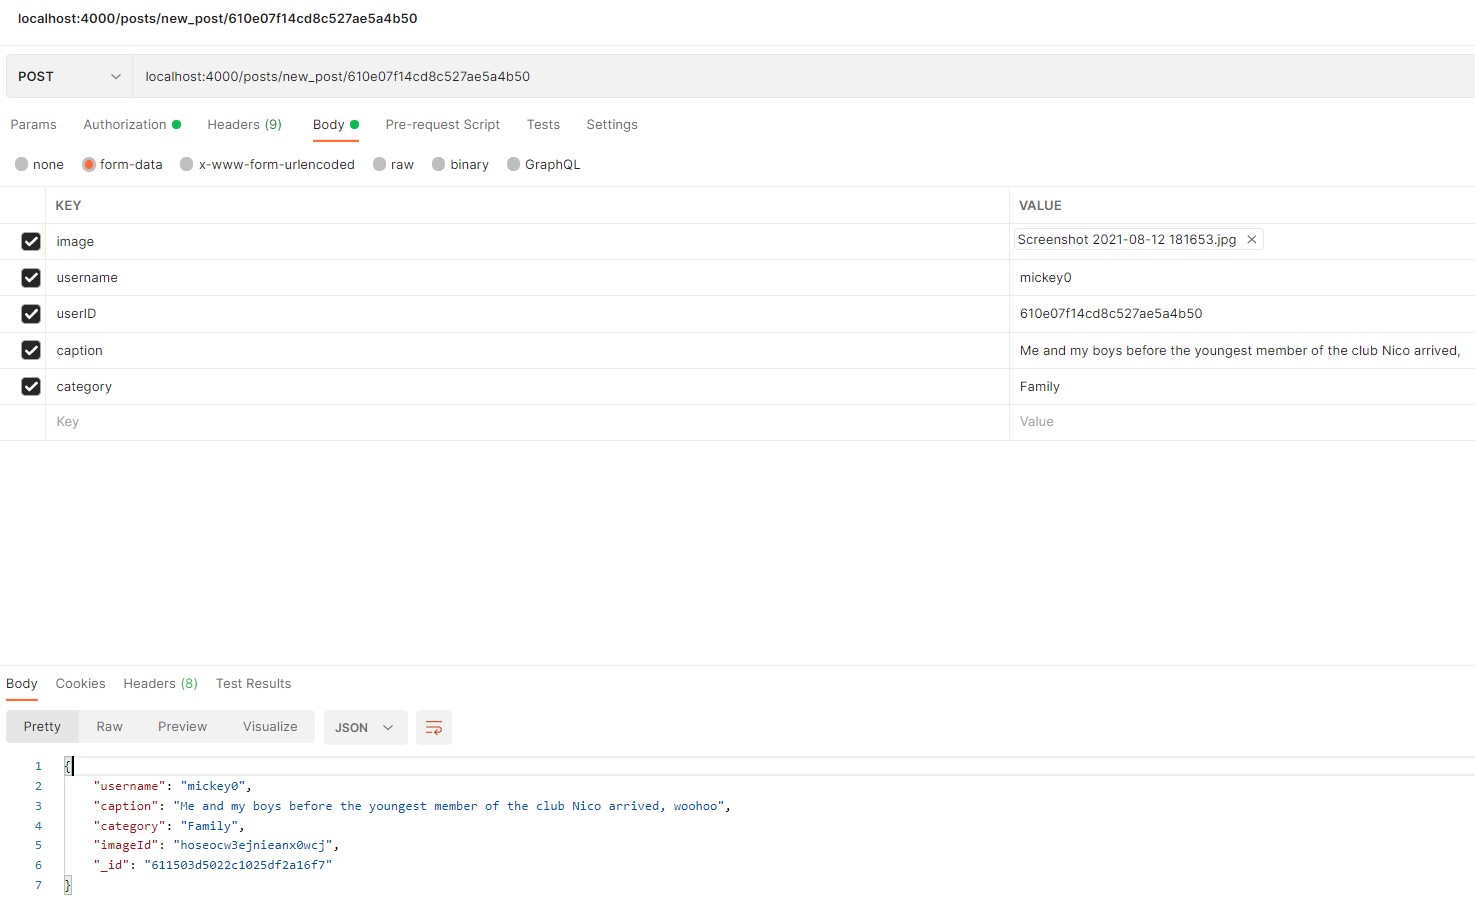 localhost:4000/posts/new_post/610e07f14cd8c527ae5a4b50
POST localhost:4000/posts/new_post/610e07f14cd8c527ae5a4b50
Params Authorization Headers (9) Body Pre-request Script Tests Settings
none form-data x-www-form-urlencoded raw binary GraphQL
KEY VALUE
image Screenshot 2021-08-12 181653.jpg
username mickey0
userID 610e07f14cd8c527ae5a4b50
caption Me and my boys before the youngest member of the club Nico arrived,
category Family
Key Value
Body Cookies Headers (8) Test Results
Pretty Raw Preview Visualize JSON
1 {
2 "username": "mickey0",
3 "caption": "Me and my boys before the youngest member of the club Nico arrived, woohoo",
4 "category": "Family",
5 "imageId": "hoseocw3ejnieanx0wcj",
6 "_id": "611503d5022c1025df2a16f7"
7 }